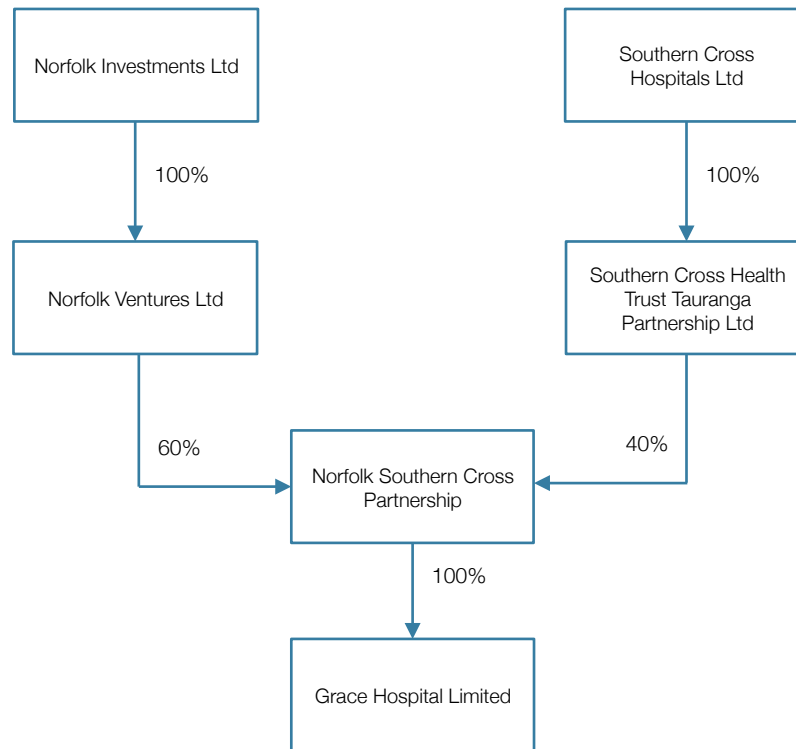 Norfolk Investments Ltd
Southern Cross
Hospitals Ltd
100%
100%
Norfolk Ventures Ltd
Southern Cross Health
Trust Tauranga
Partnership Ltd
60%
40%
Norfolk Southern Cross
Partnership
100%
Grace Hospital Limited